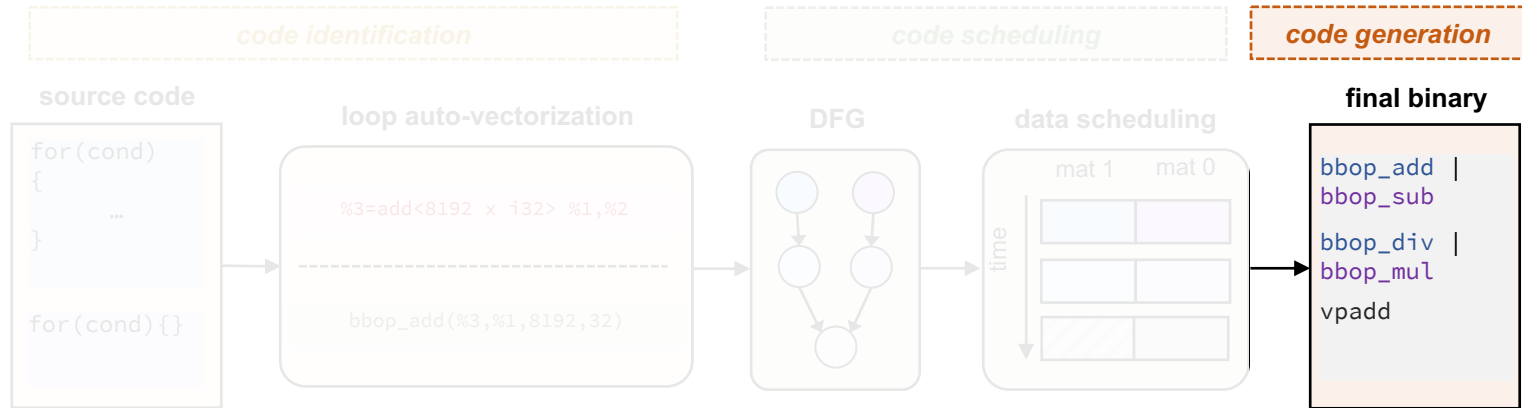 code identification
code scheduling
code generation
source code
loop auto-vectorization
DFG
data scheduling
final binary
for(cond)
{
…
}
for(cond){}
%3=add<8192 x i32> %1,%2
bbop_add(%3,%1,8192,32)
mat 1
mat 0
time
bbop_add |
bbop_sub
bbop_div |
bbop_mul
vpadd